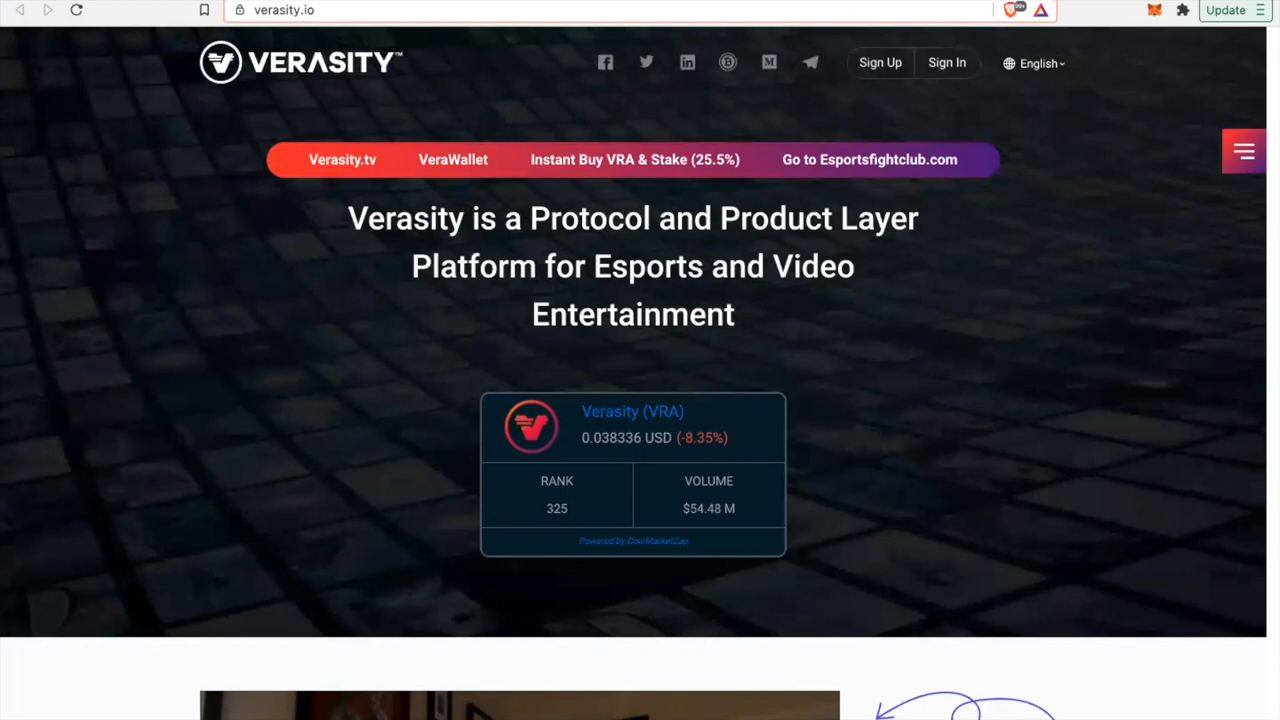 verasity.io
99+
Update
VERASITY™
Sign Up
Sign In
English
Verasity.tv
VeraWallet
Instant Buy VRA & Stake (25.5%)
Go to Esportsfightclub.com
Verasity is a Protocol and Product Layer
Platform for Esports and Video
Entertainment
Verasity (VRA)
0.038336 USD (-8.35%)
RANK
VOLUME
325
$54.48 M
Powered by CoinMarketCap